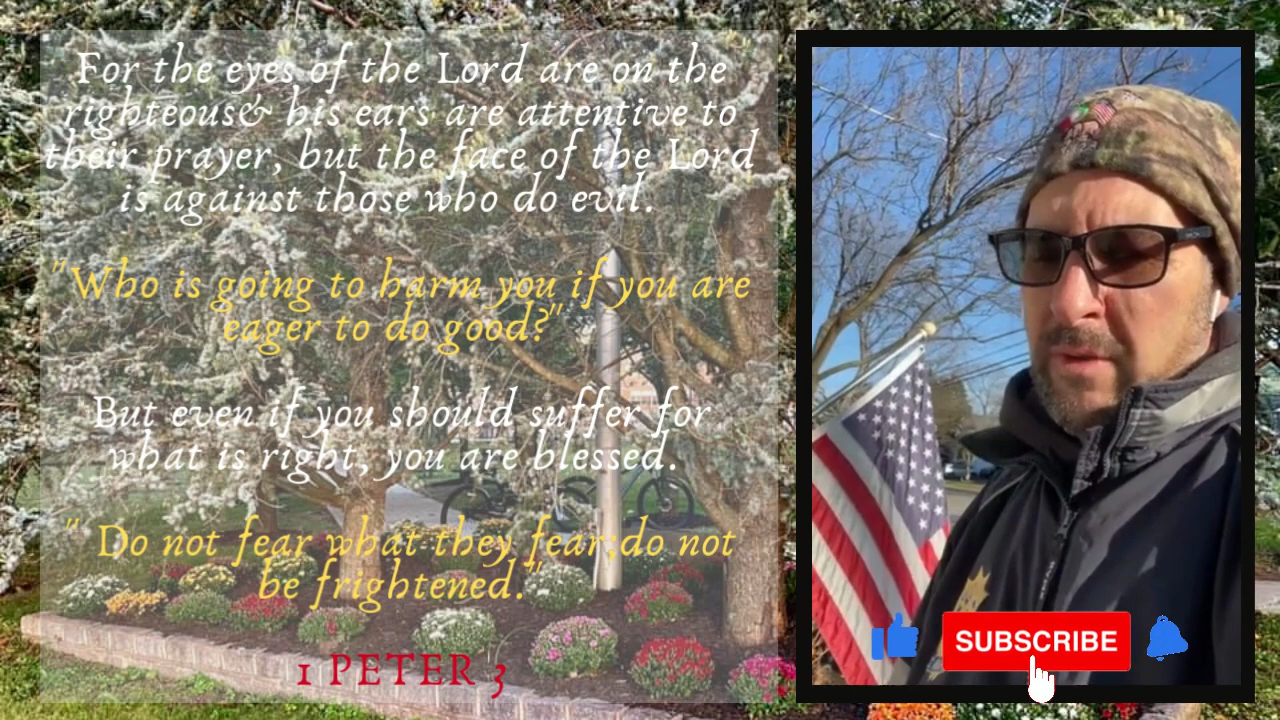 For the eyes of the Lord are on the
righteous& his ears are attentive to
their prayer, but the face of the Lord
is against those who do evil.
"Who is going to harm you if you are
eager to do good?"
But even if you should suffer for
what is right, you are blessed.
" Do not fear what they fear;do not
be frightened."
1 PETER 3
SUBSCRIBE